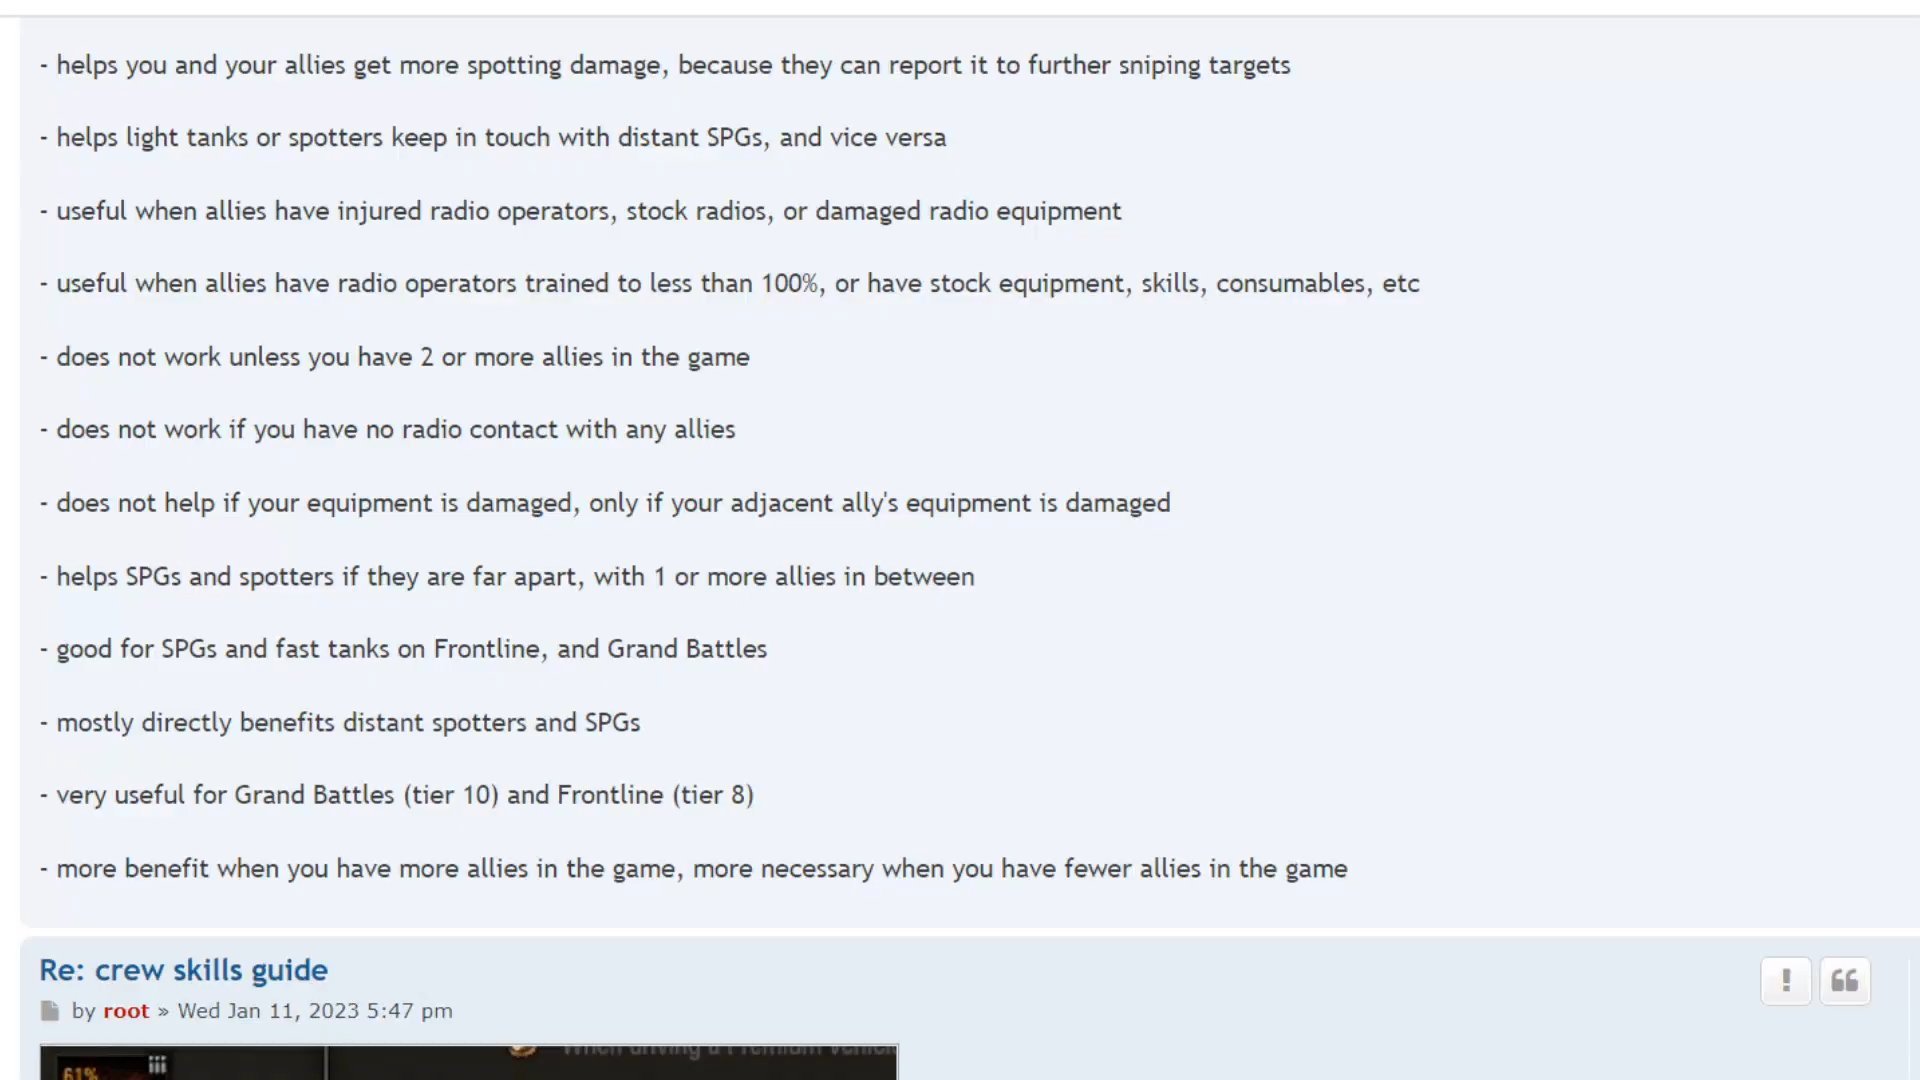 - helps you and your allies get more spotting damage, because they can report it to further sniping targets
- helps light tanks or spotters keep in touch with distant SPGs, and vice versa
- useful when allies have injured radio operators, stock radios, or damaged radio equipment
- useful when allies have radio operators trained to less than 100%, or have stock equipment, skills, consumables, etc
- does not work unless you have 2 or more allies in the game
- does not work if you have no radio contact with any allies
- does not help if your equipment is damaged, only if your adjacent ally's equipment is damaged
- helps SPGs and spotters if they are far apart, with 1 or more allies in between
- good for SPGs and fast tanks on Frontline, and Grand Battles
- mostly directly benefits distant spotters and SPGs
- very useful for Grand Battles (tier 10) and Frontline (tier 8)
- more benefit when you have more allies in the game, more necessary when you have fewer allies in the game
Re: crew skills guide
by root » Wed Jan 11, 2023 5:47 pm
When driving a Premium vehicle
61%